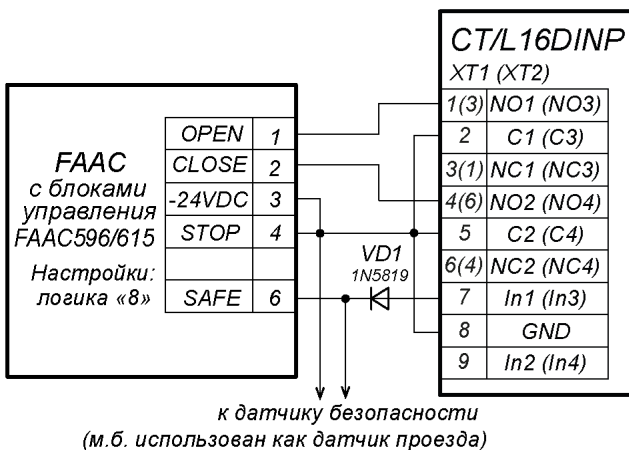 CT/L16DINP
XT1 (XT2)
1(3) NO1 (NO3)
2 C1 (C3)
3(1) NC1 (NC3)
4(6) NO2 (NO4)
5 C2 (C4)
6(4) NC2 (NC4)
7 In1 (In3)
8 GND
9 In2 (In4)
FAAC
с блоками
управления
FAAC596/615
Настройки:
логика «8»
OPEN 1
CLOSE 2
-24VDC 3
STOP 4
SAFE 6
VD1
1N5819
к датчику безопасности
(м.б. использован как датчик проезда)